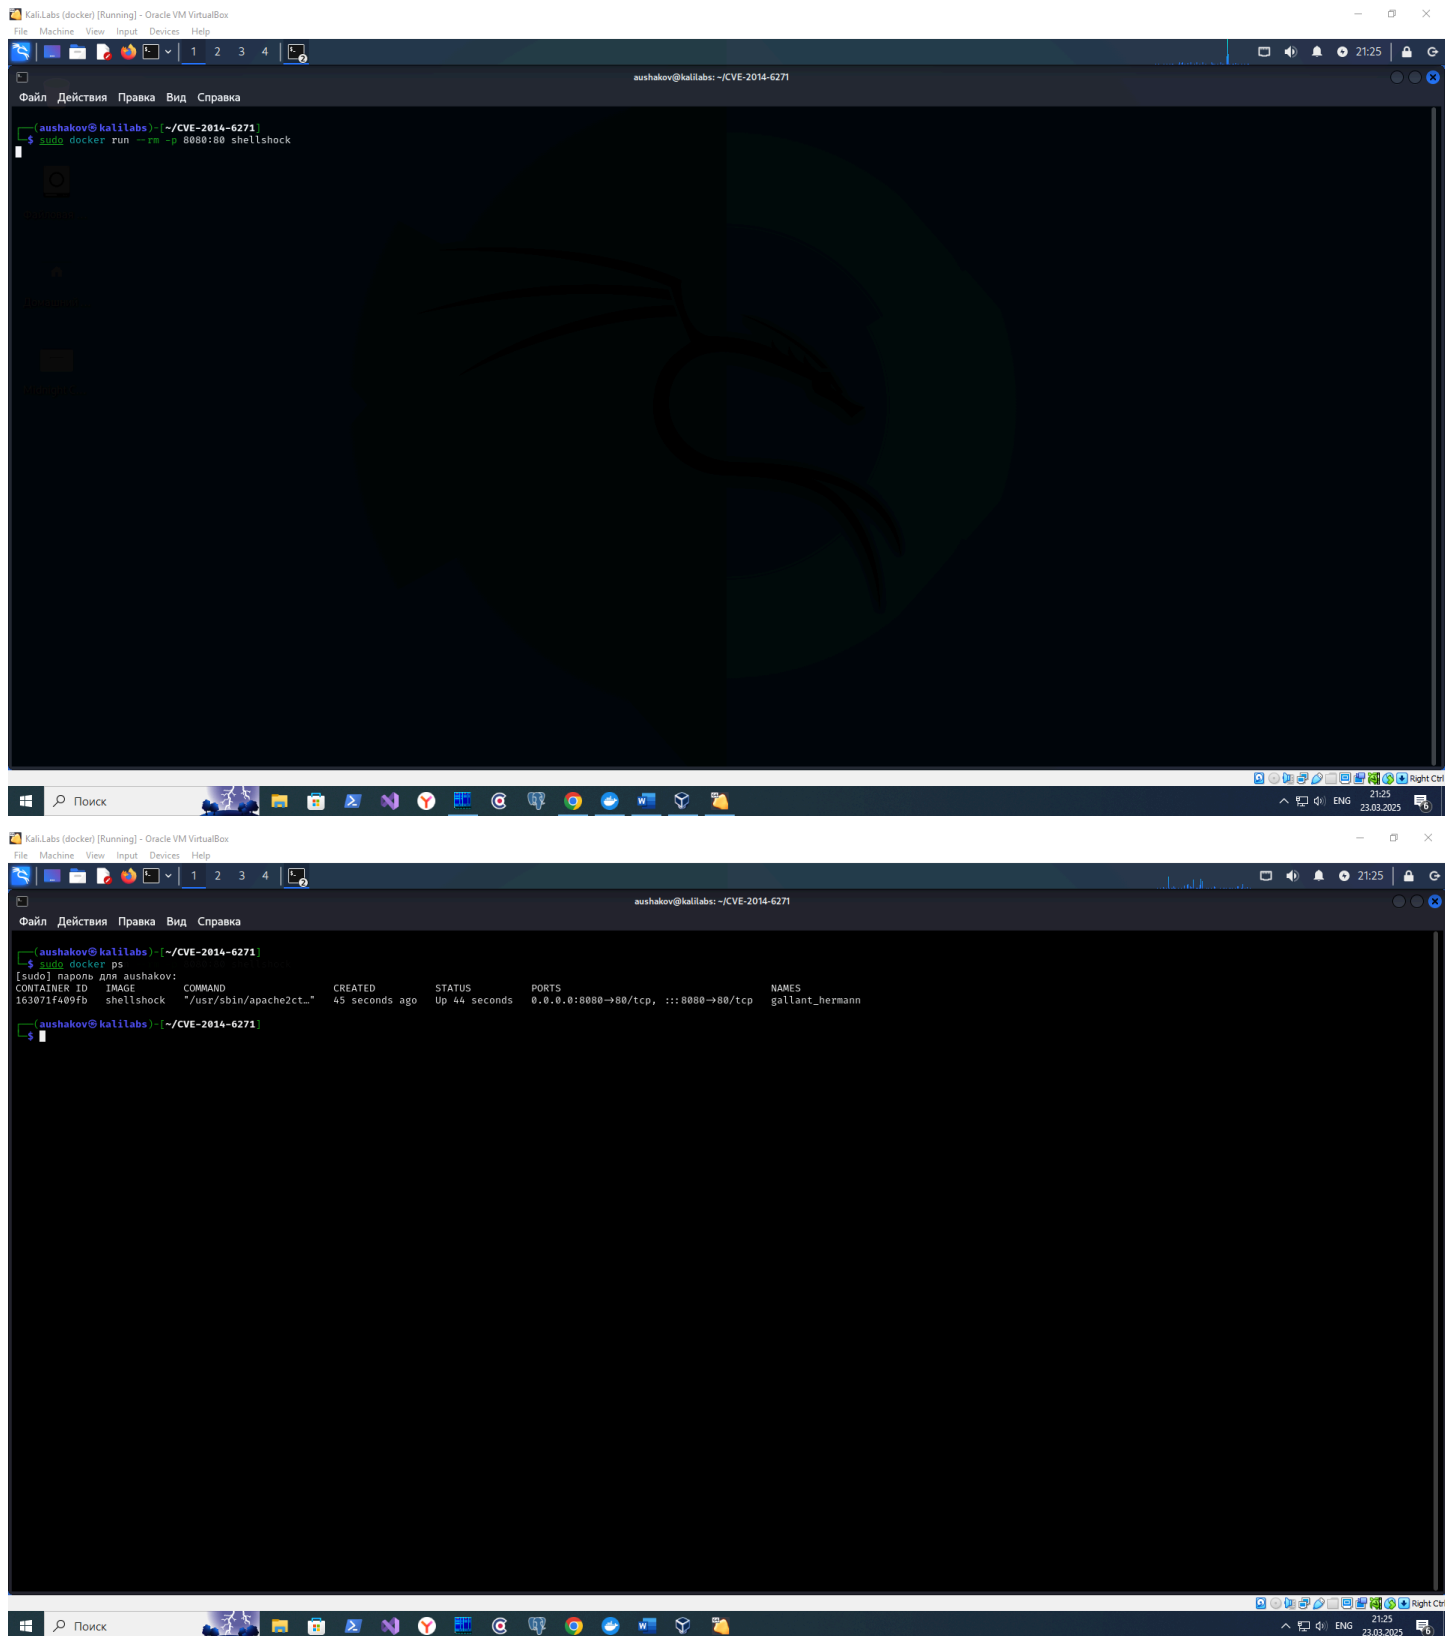 Kali.Labs (docker) [Running] - Oracle VM VirtualBox
File Machine View Input Devices Help
1 2 3 4 2 21:25
aushakov@kalilabs: ~/CVE-2014-6271
Файл Действия Правка Вид Справка
┌──(aushakov㉿kalilabs)-[~/CVE-2014-6271]
└─$ sudo docker run --rm -p 8080:80 shellshock
Right Ctrl
Поиск
ENG 21:25
23.03.2025 6
Kali.Labs (docker) [Running] - Oracle VM VirtualBox
File Machine View Input Devices Help
1 2 3 4 2 21:25
aushakov@kalilabs: ~/CVE-2014-6271
Файл Действия Правка Вид Справка
┌──(aushakov㉿kalilabs)-[~/CVE-2014-6271]
└─$ sudo docker ps
[sudo] пароль для aushakov:
CONTAINER ID IMAGE COMMAND CREATED STATUS PORTS NAMES
163071f409fb shellshock "/usr/sbin/apache2ct…" 45 seconds ago Up 44 seconds 0.0.0.0:8080→80/tcp, :::8080→80/tcp gallant_hermann
┌──(aushakov㉿kalilabs)-[~/CVE-2014-6271]
└─$
Right Ctrl
Поиск
ENG 21:25
23.03.2025 6